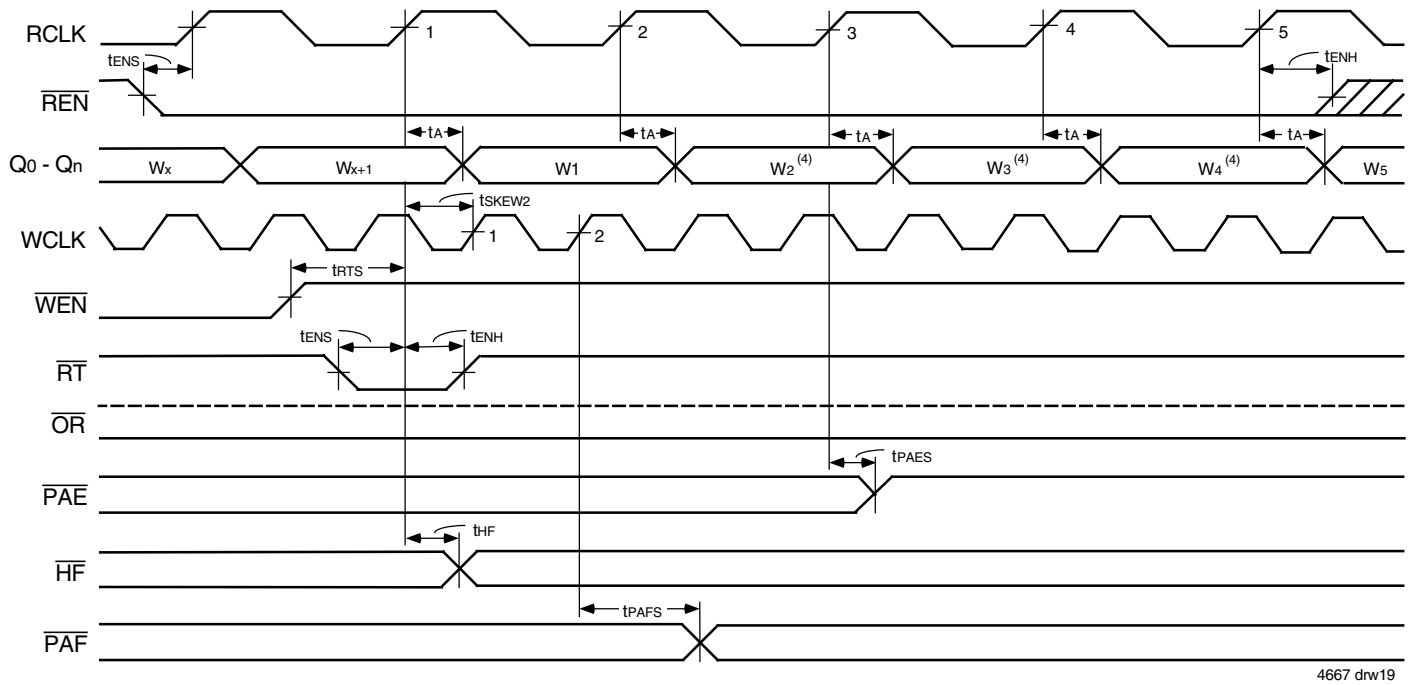 RCLK 1 2 3 4 5
tENS tENH
REN
tA tA tA tA tA
Q0 - Qn Wx Wx+1 W1 W2 (4) W3 (4) W4 (4) W5
tSKEW2
WCLK 1 2
tRTS
WEN
tENS tENH
RT
OR
tPAES
PAE
tHF
HF
tPAFS
PAF
4667 drw19